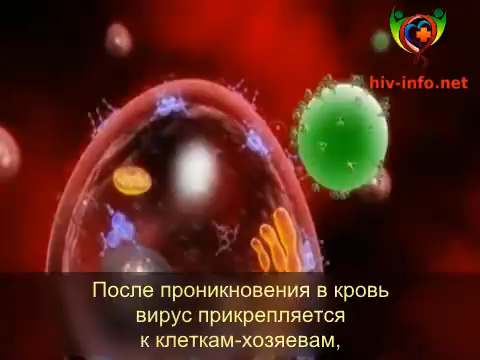 hiv-info.net
После проникновения в кровь
вирус прикрепляется
к клеткам-хозяевам,